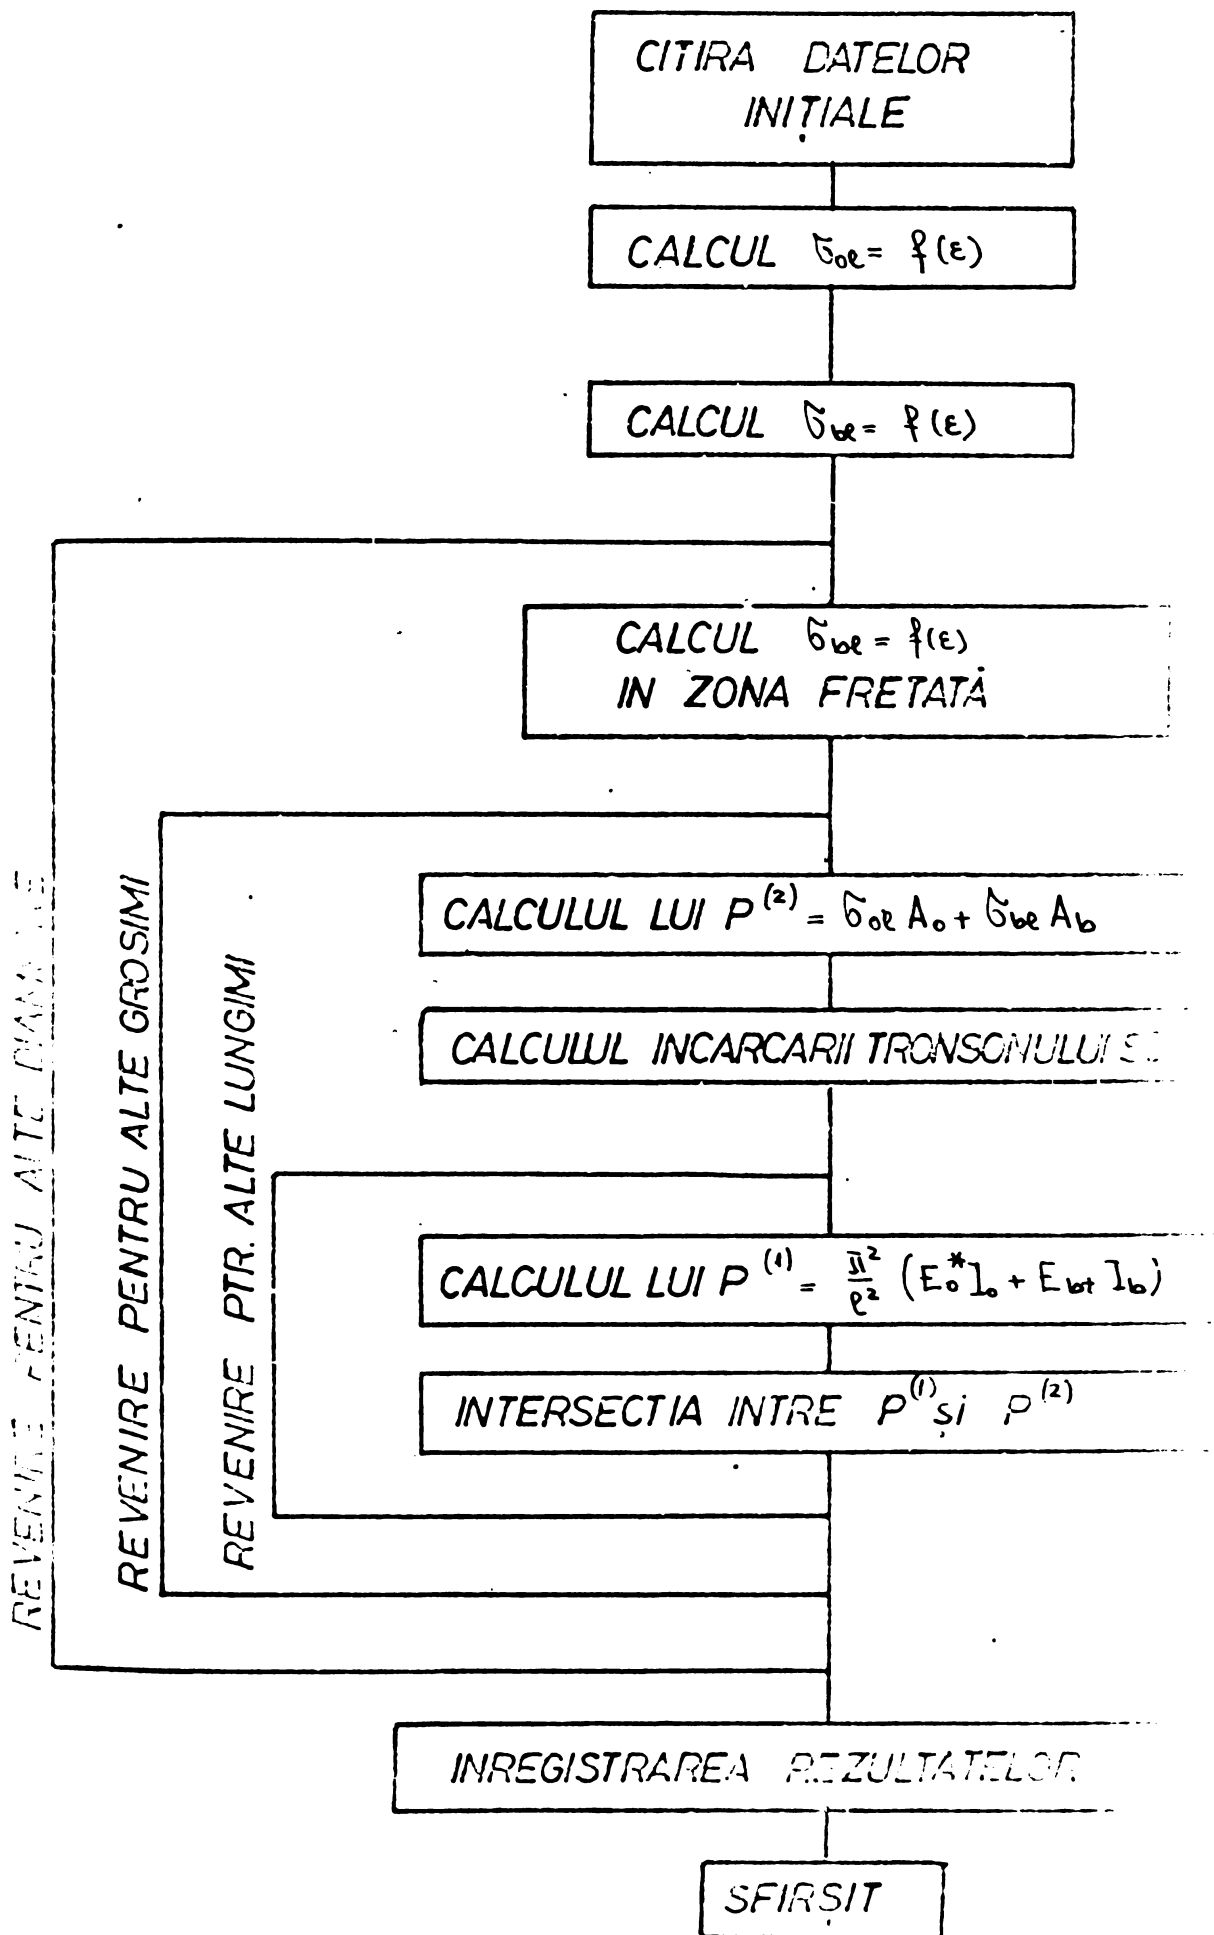 CITIRA DATELOR
INIȚIALE
CALCUL σoe = f(ε)
CALCUL σbe = f(ε)
CALCUL σbe = f(ε)
IN ZONA FRETATĂ
CALCULUL LUI P⁽²⁾ = σoe Ao + σbe Ab
CALCULUL INCARCARII TRONSONULUI
CALCULUL LUI P⁽¹⁾ = π²/ℓ² (E*o Io + Ebt Ib)
INTERSECTIA INTRE P⁽¹⁾ și P⁽²⁾
INREGISTRAREA REZULTATELOR
SFIRȘIT
REVENIRE PENTRU ALTE
REVENIRE PENTRU ALTE GROSIMI
REVENIRE PTR. ALTE LUNGIMI